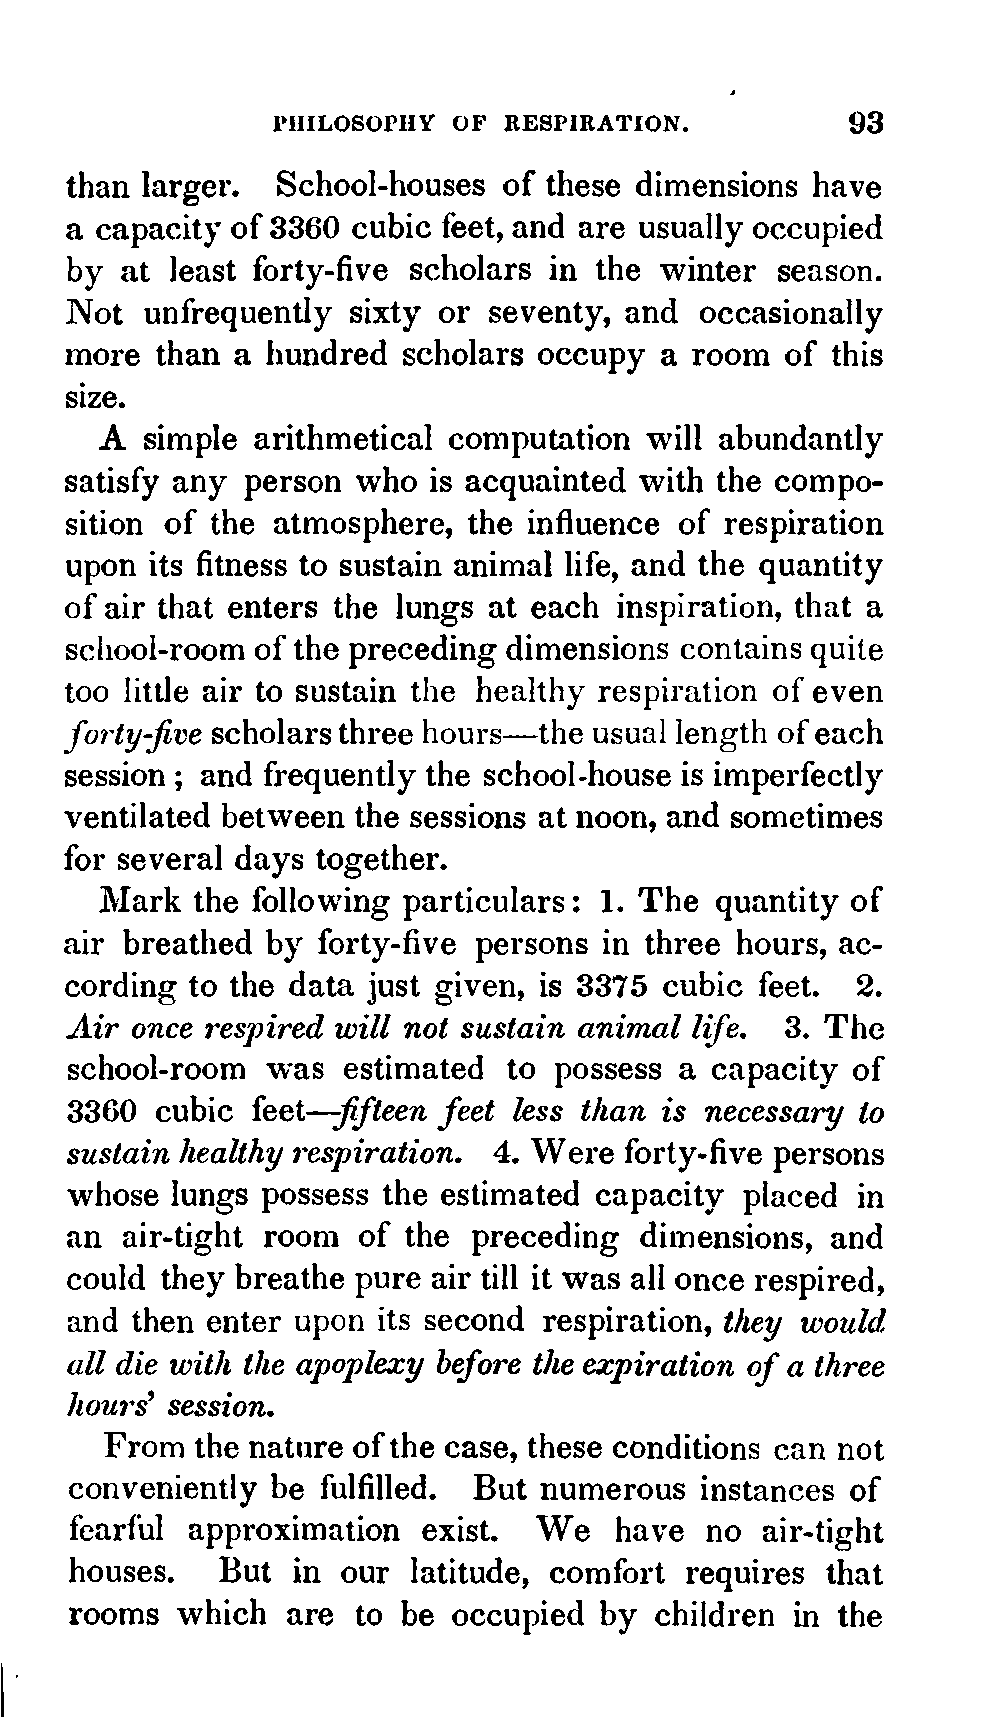 PHILOSOPHY OF RESPIRATION. 93
than larger. School-houses of these dimensions have
a capacity of 3360 cubic feet, and are usually occupied
by at least forty-five scholars in the winter season.
Not unfrequently sixty or seventy, and occasionally
more than a hundred scholars occupy a room of this
size.
A simple arithmetical computation will abundantly
satisfy any person who is acquainted with the compo-
sition of the atmosphere, the influence of respiration
upon its fitness to sustain animal life, and the quantity
of air that enters the lungs at each inspiration, that a
school-room of the preceding dimensions contains quite
too little air to sustain the healthy respiration of even
forty-five scholars three hours—the usual length of each
session ; and frequently the school-house is imperfectly
ventilated between the sessions at noon, and sometimes
for several days together.
Mark the following particulars: 1. The quantity of
air breathed by forty-five persons in three hours, ac-
cording to the data just given, is 3375 cubic feet. 2.
Air once respired will not sustain animal life. 3. The
school-room was estimated to possess a capacity of
3360 cubic feet—fifteen feet less than is necessary to
sustain healthy respiration. 4. Were forty-five persons
whose lungs possess the estimated capacity placed in
an air-tight room of the preceding dimensions, and
could they breathe pure air till it was all once respired,
and then enter upon its second respiration, they would
all die with the apoplexy before the expiration of a three
hours' session.
From the nature of the case, these conditions can not
conveniently be fulfilled. But numerous instances of
fearful approximation exist. We have no air-tight
houses. But in our latitude, comfort requires that
rooms which are to be occupied by children in the